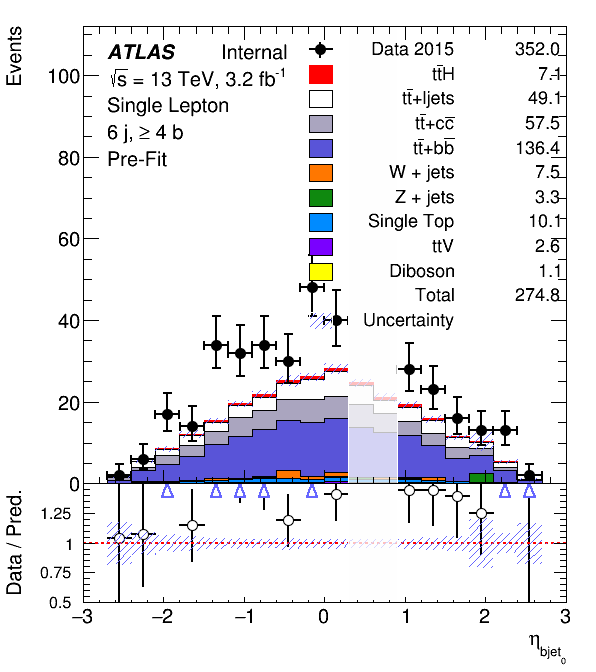 Events
ATLAS Internal
√s = 13 TeV, 3.2 fb⁻¹
Single Lepton
6 j, ≥ 4 b
Pre-Fit
Data 2015 352.0
tt̄H 7.1
tt̄+ljets 49.1
tt̄+cc̄ 57.5
tt̄+bb̄ 136.4
W + jets 7.5
Z + jets 3.3
Single Top 10.1
ttV 2.6
Diboson 1.1
Total 274.8
Uncertainty
100
80
60
40
20
0
Data / Pred.
1.25
1
0.75
0.5
−3 −2 −1 0 1 2 3
η_bjet_0